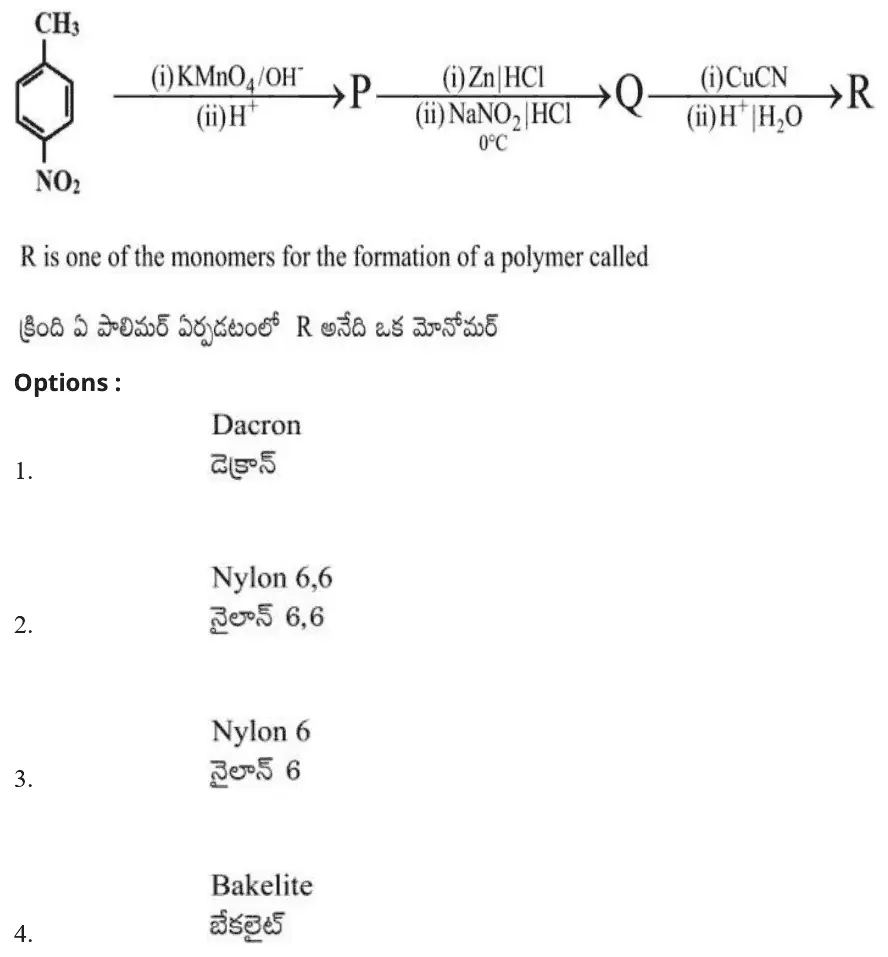 CH₃
(i)KMnO₄/OH⁻ P (i)Zn|HCl Q (i)CuCN R
(ii)H⁺ (ii)NaNO₂|HCl (ii)H⁺|H₂O
0°C
NO₂
R is one of the monomers for the formation of a polymer called
క్రింది ఏ పాలిమర్ ఏర్పడటంలో R అనేది ఒక మోనోమర్
Options :
Dacron
1. డెక్రాన్
Nylon 6,6
2. నైలాన్ 6,6
Nylon 6
3. నైలాన్ 6
Bakelite
4. బేకలైట్